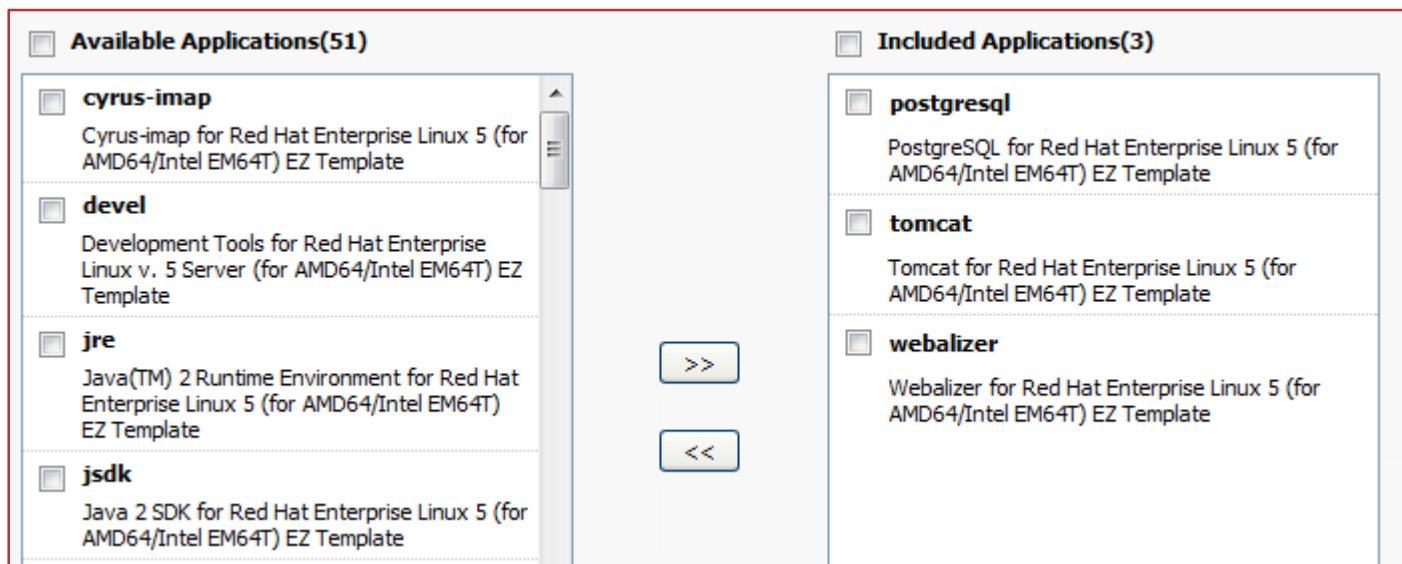 Available Applications(51)
cyrus-imap
Cyrus-imap for Red Hat Enterprise Linux 5 (for
AMD64/Intel EM64T) EZ Template
devel
Development Tools for Red Hat Enterprise
Linux v. 5 Server (for AMD64/Intel EM64T) EZ
Template
jre
Java(TM) 2 Runtime Environment for Red Hat
Enterprise Linux 5 (for AMD64/Intel EM64T)
EZ Template
jsdk
Java 2 SDK for Red Hat Enterprise Linux 5 (for
AMD64/Intel EM64T) EZ Template
>>
<<
Included Applications(3)
postgresql
PostgreSQL for Red Hat Enterprise Linux 5 (for
AMD64/Intel EM64T) EZ Template
tomcat
Tomcat for Red Hat Enterprise Linux 5 (for
AMD64/Intel EM64T) EZ Template
webalizer
Webalizer for Red Hat Enterprise Linux 5 (for
AMD64/Intel EM64T) EZ Template